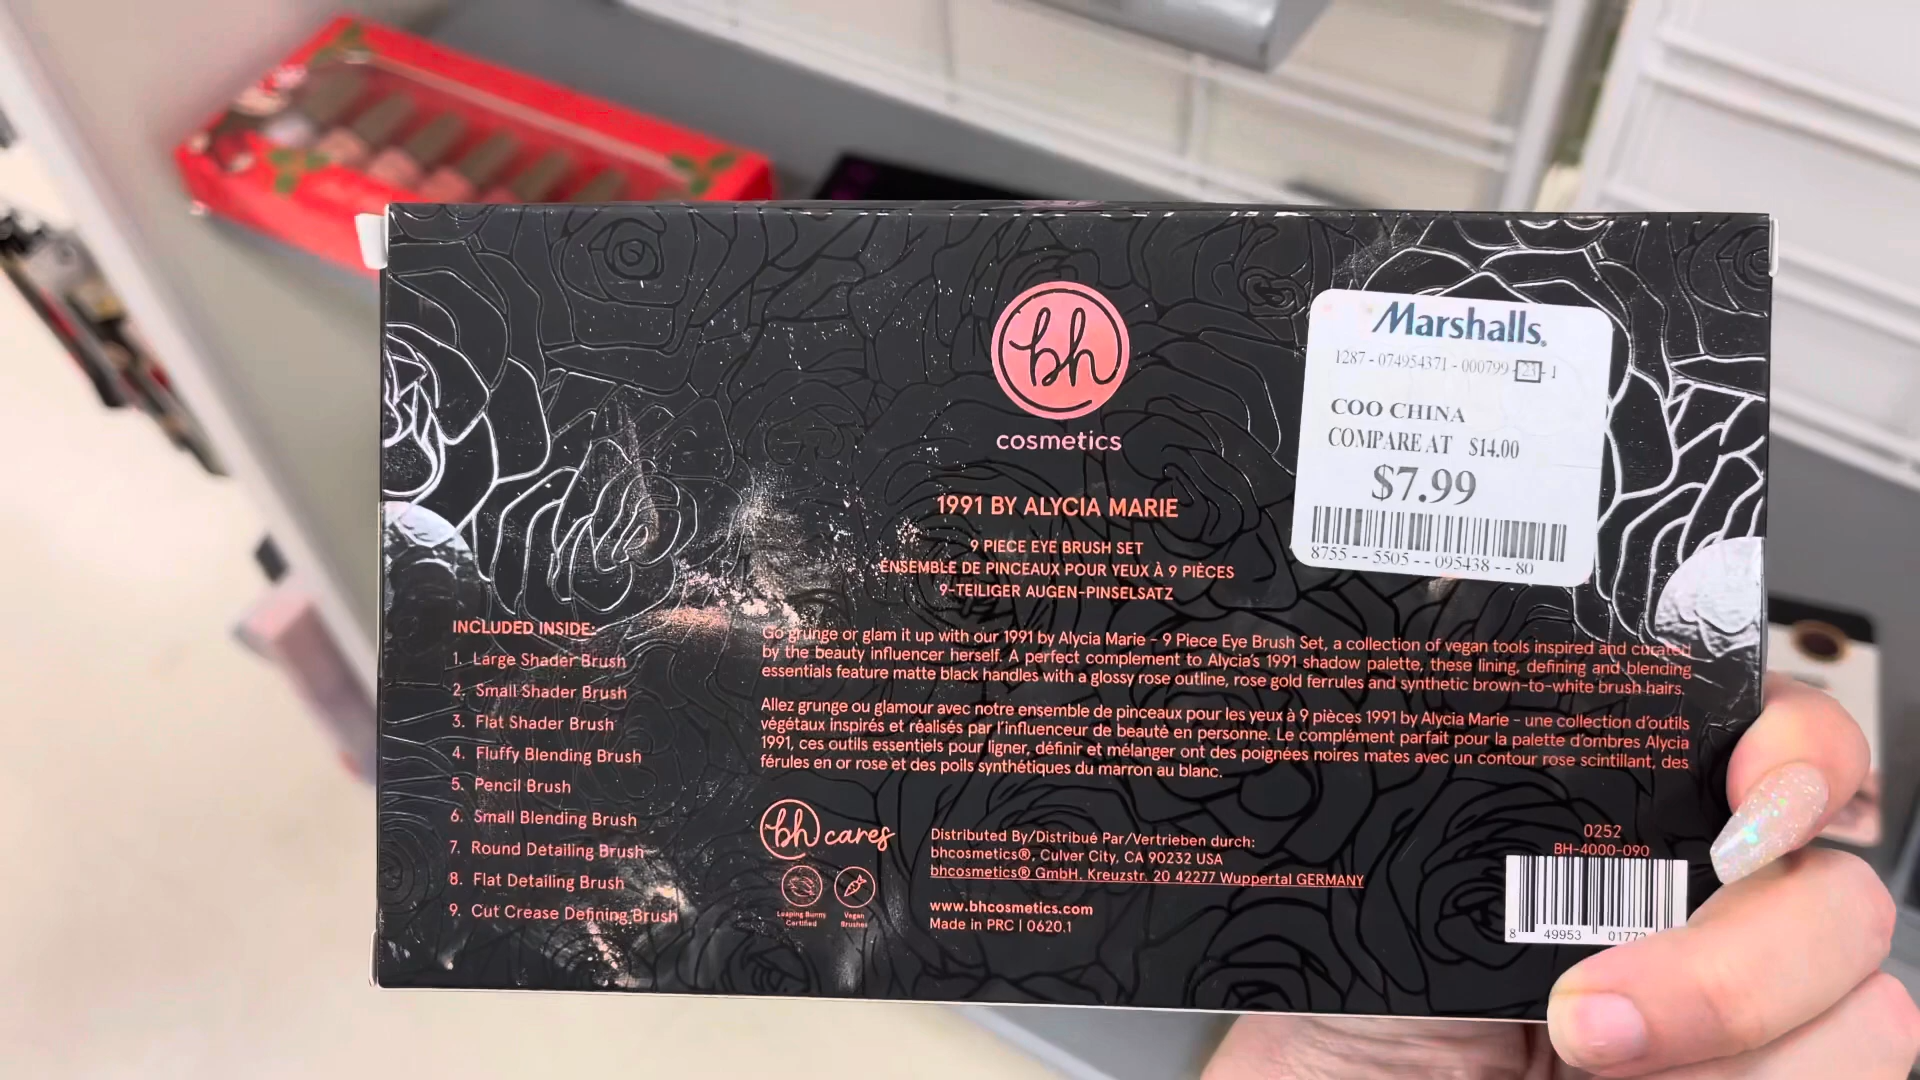 bh
cosmetics
Marshalls.
1287 - 074954371 - 000799 - 23 - 1
COO CHINA
COMPARE AT $14.00
$7.99
8755 - - 5505 - - 095438 - - 80
1991 BY ALYCIA MARIE
9 PIECE EYE BRUSH SET
ENSEMBLE DE PINCEAUX POUR YEUX À 9 PIÈCES
9-TEILIGER AUGEN-PINSELSATZ
INCLUDED INSIDE:
1. Large Shader Brush
2. Small Shader Brush
3. Flat Shader Brush
4. Fluffy Blending Brush
5. Pencil Brush
6. Small Blending Brush
7. Round Detailing Brush
8. Flat Detailing Brush
9. Cut Crease Defining Brush
Go grunge or glam it up with our 1991 by Alycia Marie – 9 Piece Eye Brush Set, a collection of vegan tools inspired and curated
by the beauty influencer herself. A perfect complement to Alycia's 1991 shadow palette, these lining, defining and blending
essentials feature matte black handles with a glossy rose outline, rose gold ferrules and synthetic brown-to-white brush hairs.
Allez grunge ou glamour avec notre ensemble de pinceaux pour les yeux à 9 pièces 1991 by Alycia Marie – une collection d'outils
végétaux inspirés et réalisés par l'influenceur de beauté en personne. Le complément parfait pour la palette d'ombres Alycia
1991, ces outils essentiels pour ligner, définir et mélanger ont des poignées noires mates avec un contour rose scintillant, des
férules en or rose et des poils synthétiques du marron au blanc.
bh cares
Leaping Bunny
Certified
Vegan
Brushes
Distributed By/Distribué Par/Vertrieben durch:
bhcosmetics®, Culver City, CA 90232 USA
bhcosmetics® GmbH, Kreuzstr. 20 42277 Wuppertal GERMANY
www.bhcosmetics.com
Made in PRC | 0620.1
0252
BH-4000-090
8 49953 0177